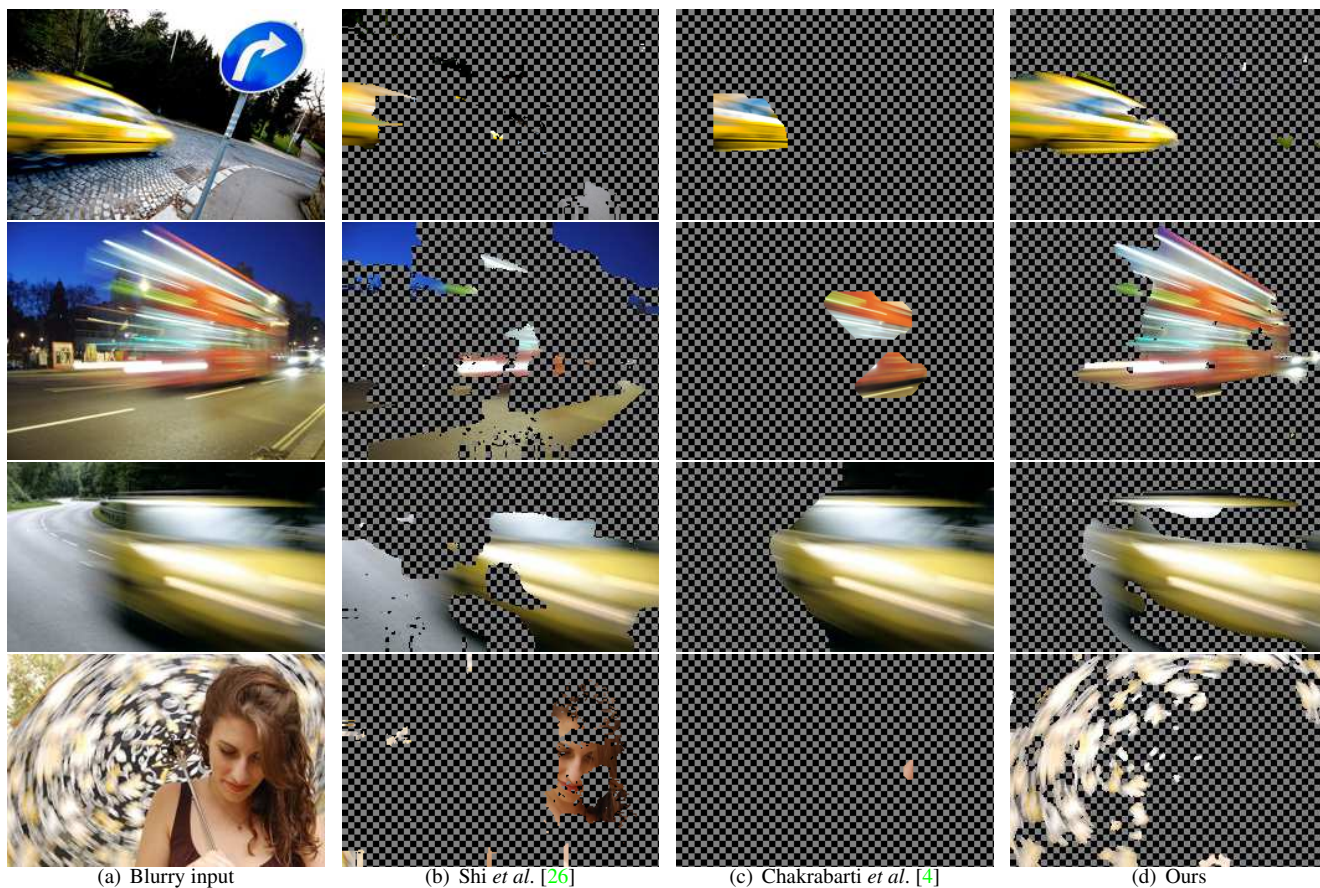 (a) Blurry input
(b) Shi et al. [26]
(c) Chakrabarti et al. [4]
(d) Ours